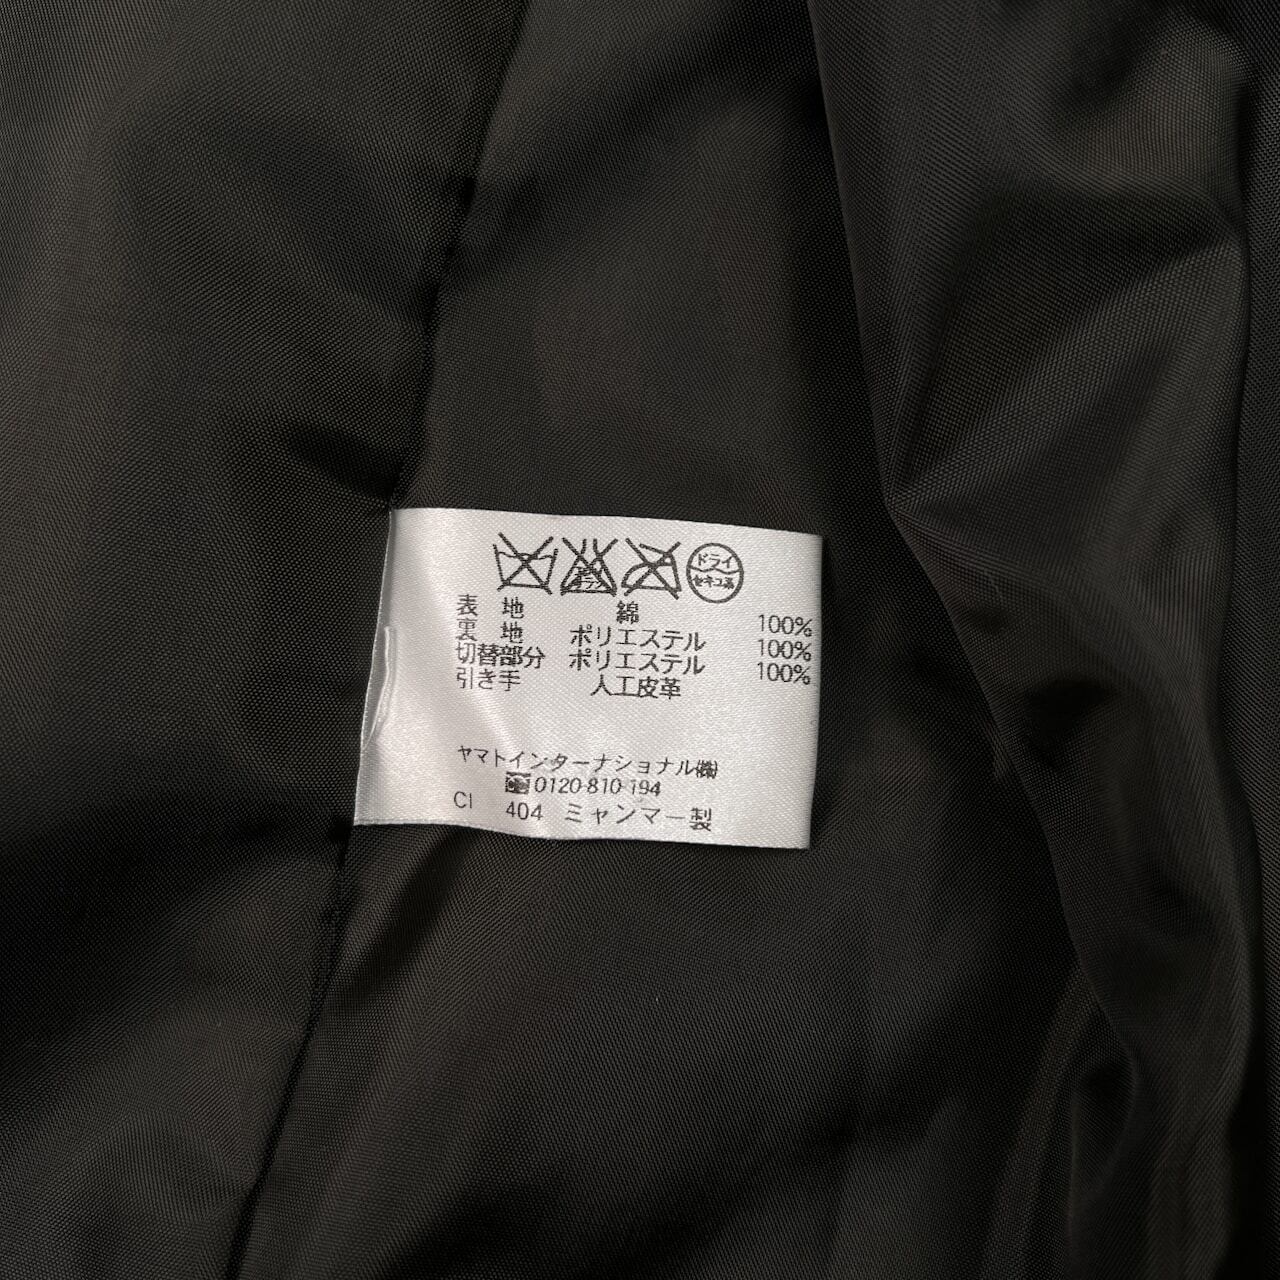 ドライ
セキユ系
表 地 綿 100%
裏 地 ポリエステル 100%
切替部分 ポリエステル 100%
引き手 人工皮革
ヤマトインターナショナル㈱
0120-810-194
CI 404 ミャンマー製